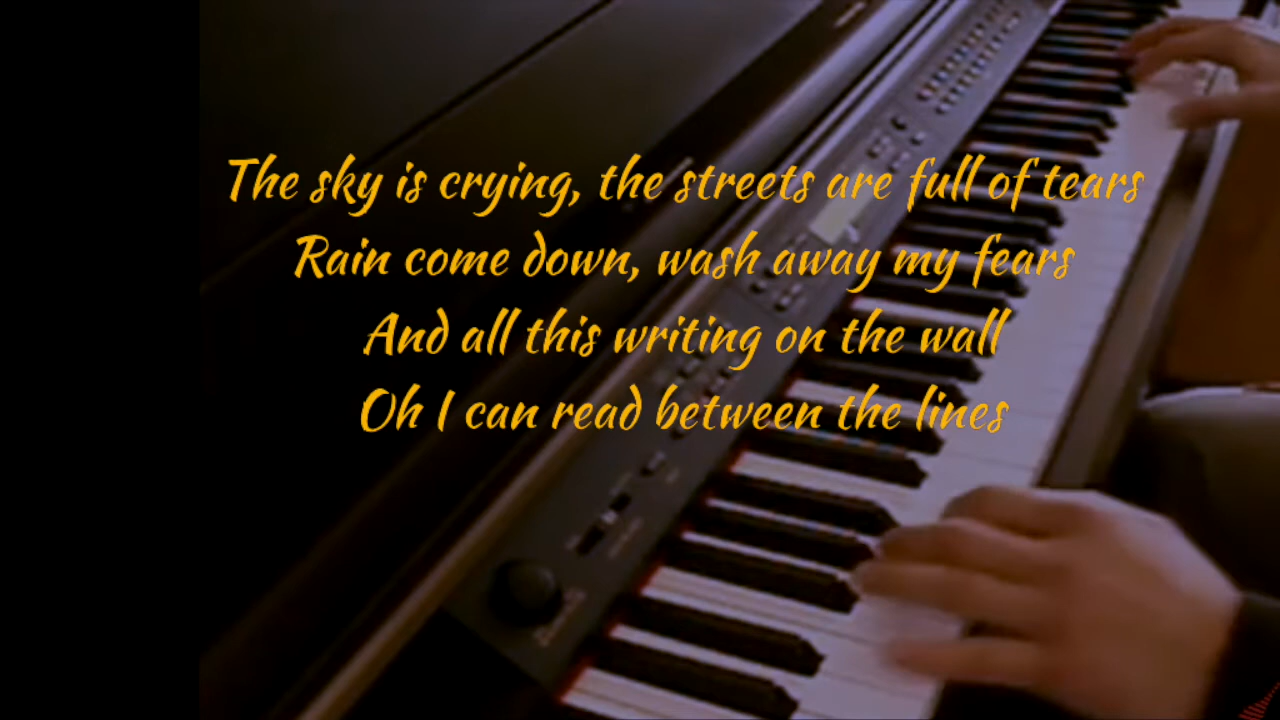 The sky is crying, the streets are full of tears
Rain come down, wash away my fears
And all this writing on the wall
Oh I can read between the lines